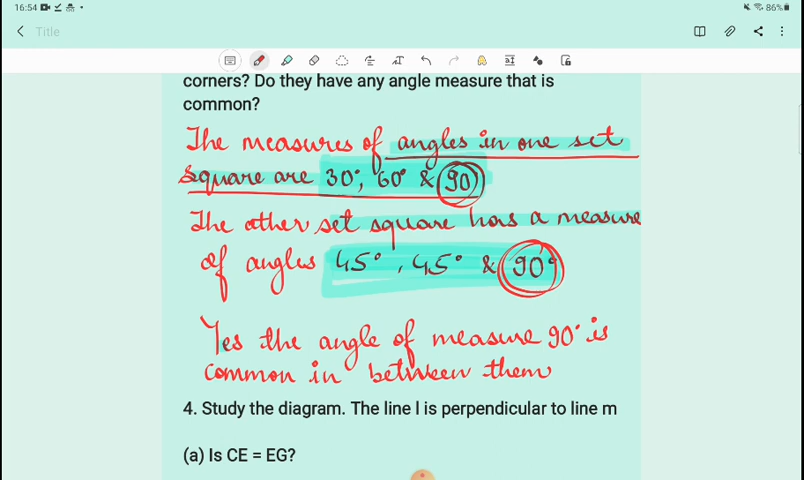 16:54
86%
Title
corners? Do they have any angle measure that is
common?
The measures of angles in one set
square are 30°, 60° & 90
The other set square has a measure
of angles 45°, 45° & 90°
Yes the angle of measure 90° is
common in between them
4. Study the diagram. The line l is perpendicular to line m
(a) Is CE = EG?